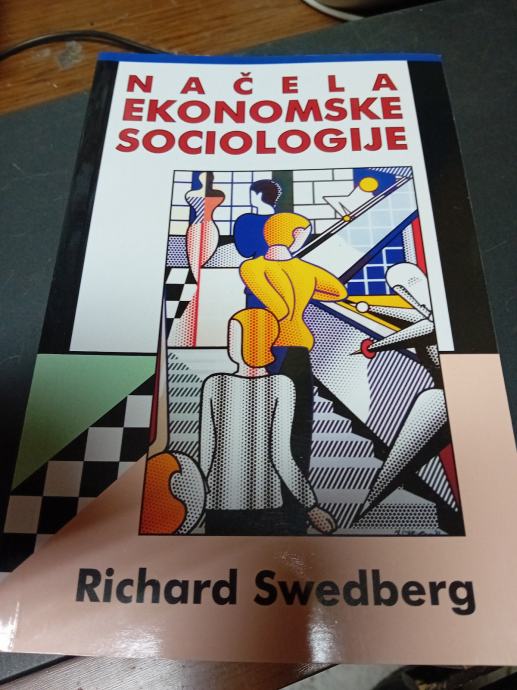 NAČELA
EKONOMSKE
SOCIOLOGIJE
Richard Swedberg